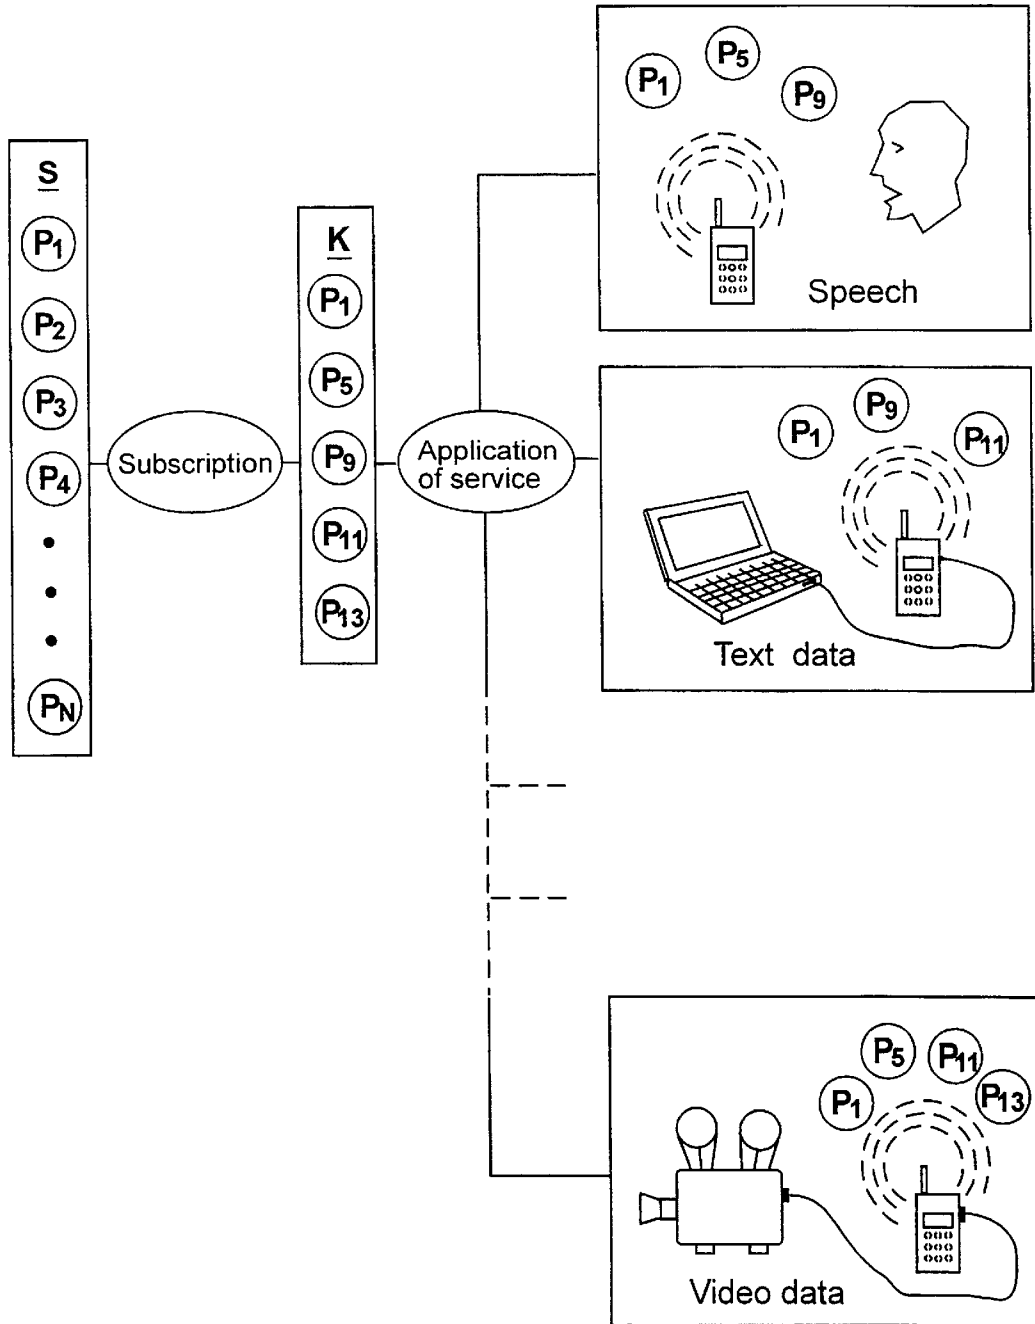 S
P1
P2
P3
P4
PN
Subscription
K
P1
P5
P9
P11
P13
Application
of service
P1
P5
P9
Speech
P1
P9
P11
Text data
P1
P5
P11
P13
Video data